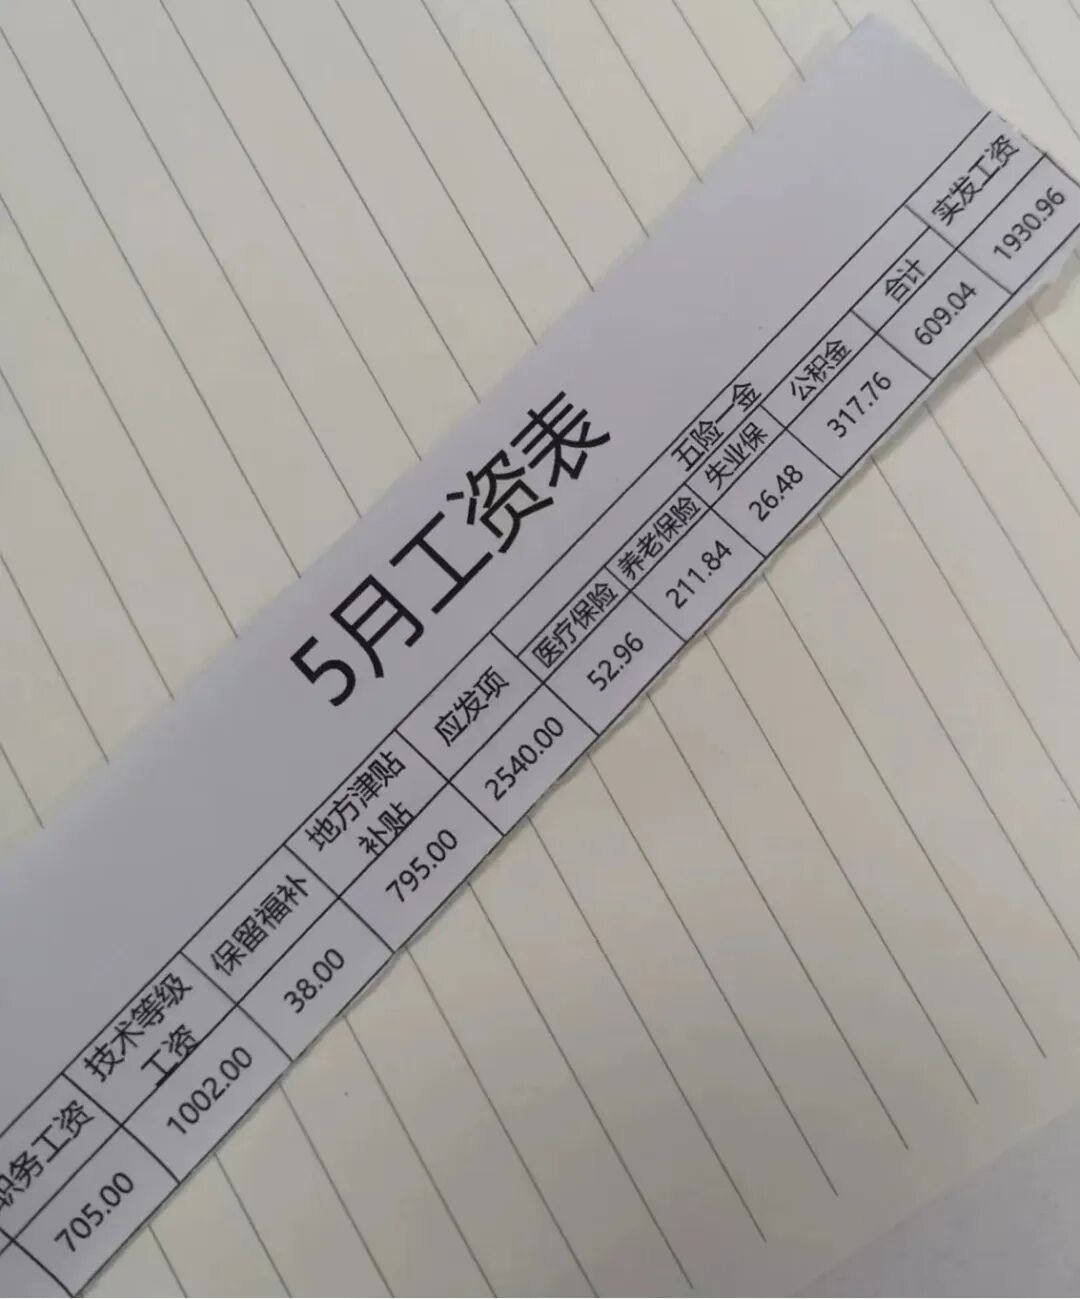 5月工资表
职务工资 技术等级工资 保留福补 地方津贴补贴 应发项 五险一金 实发工资
医疗保险 养老保险 失业保 公积金 合计
705.00 1002.00 38.00 795.00 2540.00 52.96 211.84 26.48 317.76 609.04 1930.96